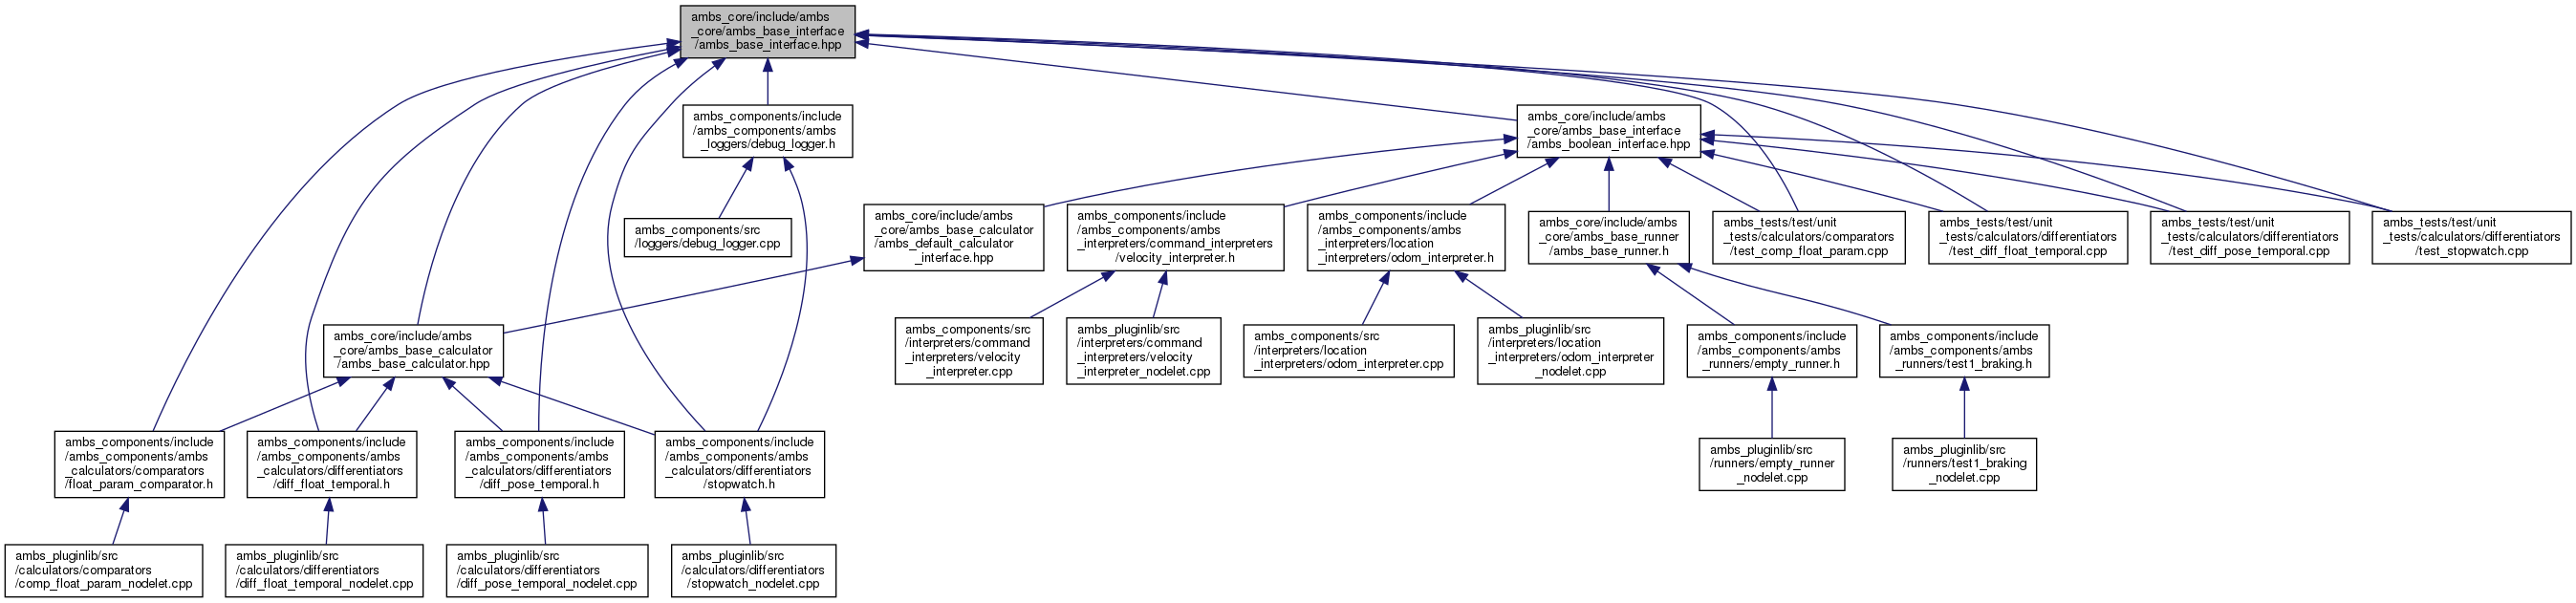 ambs_core/include/ambs
_core/ambs_base_interface
/ambs_base_interface.hpp
ambs_components/include
/ambs_components/ambs
_loggers/debug_logger.h
ambs_core/include/ambs
_core/ambs_base_interface
/ambs_boolean_interface.hpp
ambs_components/src
/loggers/debug_logger.cpp
ambs_core/include/ambs
_core/ambs_base_calculator
/ambs_default_calculator
_interface.hpp
ambs_components/include
/ambs_components/ambs
_interpreters/command_interpreters
/velocity_interpreter.h
ambs_components/include
/ambs_components/ambs
_interpreters/location
_interpreters/odom_interpreter.h
ambs_core/include/ambs
_core/ambs_base_runner
/ambs_base_runner.h
ambs_tests/test/unit
_tests/calculators/comparators
/test_comp_float_param.cpp
ambs_tests/test/unit
_tests/calculators/differentiators
/test_diff_float_temporal.cpp
ambs_tests/test/unit
_tests/calculators/differentiators
/test_diff_pose_temporal.cpp
ambs_tests/test/unit
_tests/calculators/differentiators
/test_stopwatch.cpp
ambs_core/include/ambs
_core/ambs_base_calculator
/ambs_base_calculator.hpp
ambs_components/src
/interpreters/command
_interpreters/velocity
_interpreter.cpp
ambs_pluginlib/src
/interpreters/command
_interpreters/velocity
_interpreter_nodelet.cpp
ambs_components/src
/interpreters/location
_interpreters/odom_interpreter.cpp
ambs_pluginlib/src
/interpreters/location
_interpreters/odom_interpreter
_nodelet.cpp
ambs_components/include
/ambs_components/ambs
_runners/empty_runner.h
ambs_components/include
/ambs_components/ambs
_runners/test1_braking.h
ambs_components/include
/ambs_components/ambs
_calculators/comparators
/float_param_comparator.h
ambs_components/include
/ambs_components/ambs
_calculators/differentiators
/diff_float_temporal.h
ambs_components/include
/ambs_components/ambs
_calculators/differentiators
/diff_pose_temporal.h
ambs_components/include
/ambs_components/ambs
_calculators/differentiators
/stopwatch.h
ambs_pluginlib/src
/runners/empty_runner
_nodelet.cpp
ambs_pluginlib/src
/runners/test1_braking
_nodelet.cpp
ambs_pluginlib/src
/calculators/comparators
/comp_float_param_nodelet.cpp
ambs_pluginlib/src
/calculators/differentiators
/diff_float_temporal_nodelet.cpp
ambs_pluginlib/src
/calculators/differentiators
/diff_pose_temporal_nodelet.cpp
ambs_pluginlib/src
/calculators/differentiators
/stopwatch_nodelet.cpp